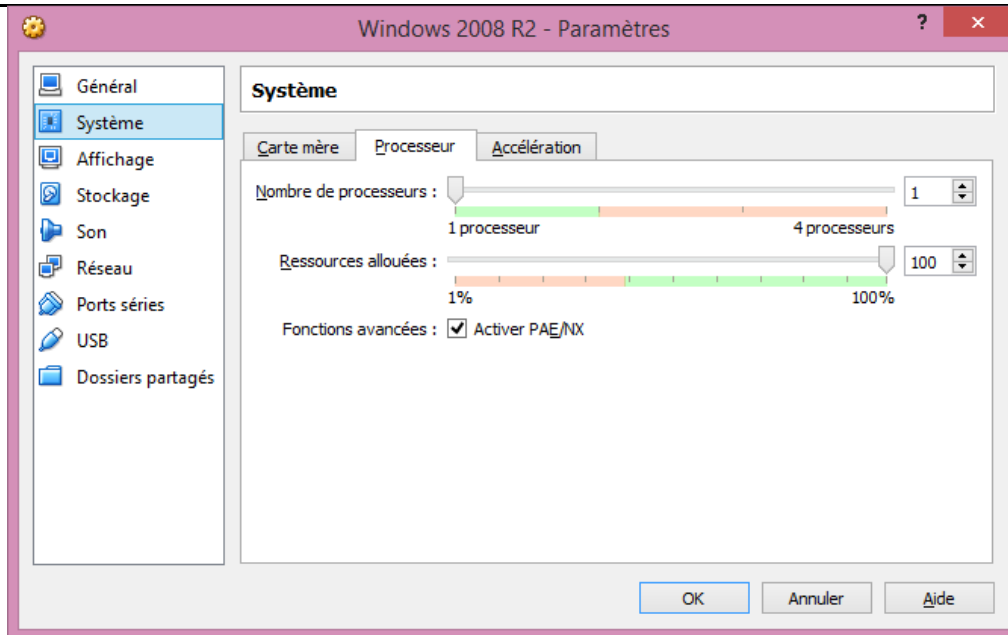 Windows 2008 R2 - Paramètres
? ×
Général
Système
Affichage
Stockage
Son
Réseau
Ports séries
USB
Dossiers partagés
Système
Carte mère Processeur Accélération
Nombre de processeurs : 1
1 processeur 4 processeurs
Ressources allouées : 100
1% 100%
Fonctions avancées : Activer PAE/NX
OK Annuler Aide